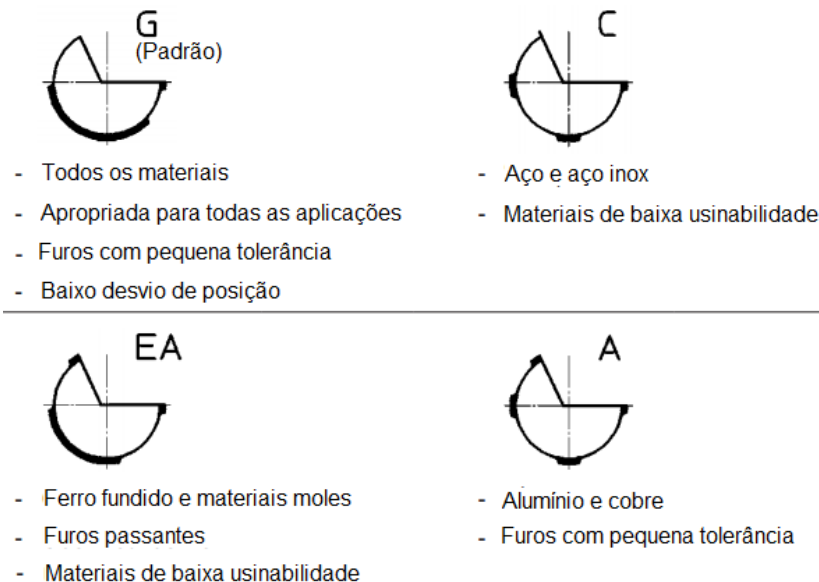 G
(Padrão)
- Todos os materiais
- Apropriada para todas as aplicações
- Furos com pequena tolerância
- Baixo desvio de posição
C
- Aço e aço inox
- Materiais de baixa usinabilidade
EA
- Ferro fundido e materiais moles
- Furos passantes
- Materiais de baixa usinabilidade
A
- Alumínio e cobre
- Furos com pequena tolerância